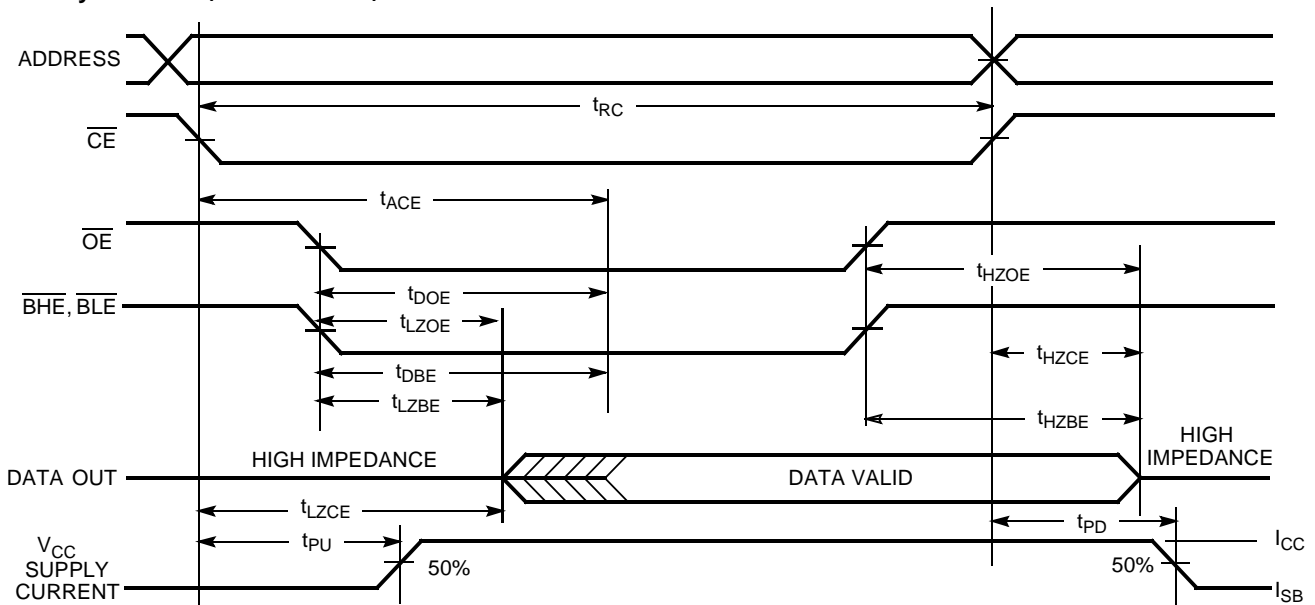 ADDRESS
tRC
CE
tACE
OE
tHZOE
tDOE
BHE, BLE
tLZOE
tHZCE
tDBE
tLZBE
tHZBE
HIGH IMPEDANCE
HIGH
IMPEDANCE
DATA OUT
DATA VALID
tLZCE
tPD
tPU
VCC
SUPPLY
CURRENT
50%
50%
ICC
ISB